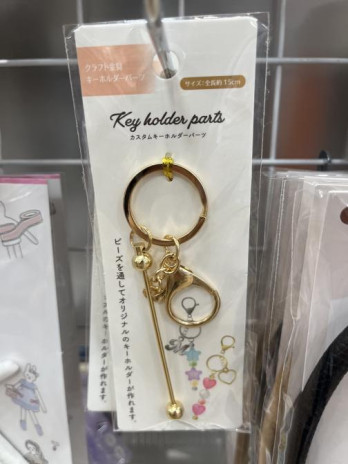 クラフト金具
キーホルダーパーツ
サイズ：全長約15cm
Key holder parts
カスタムキーホルダーパーツ
ビーズを通してオリジナルのキーホルダーが作れます。